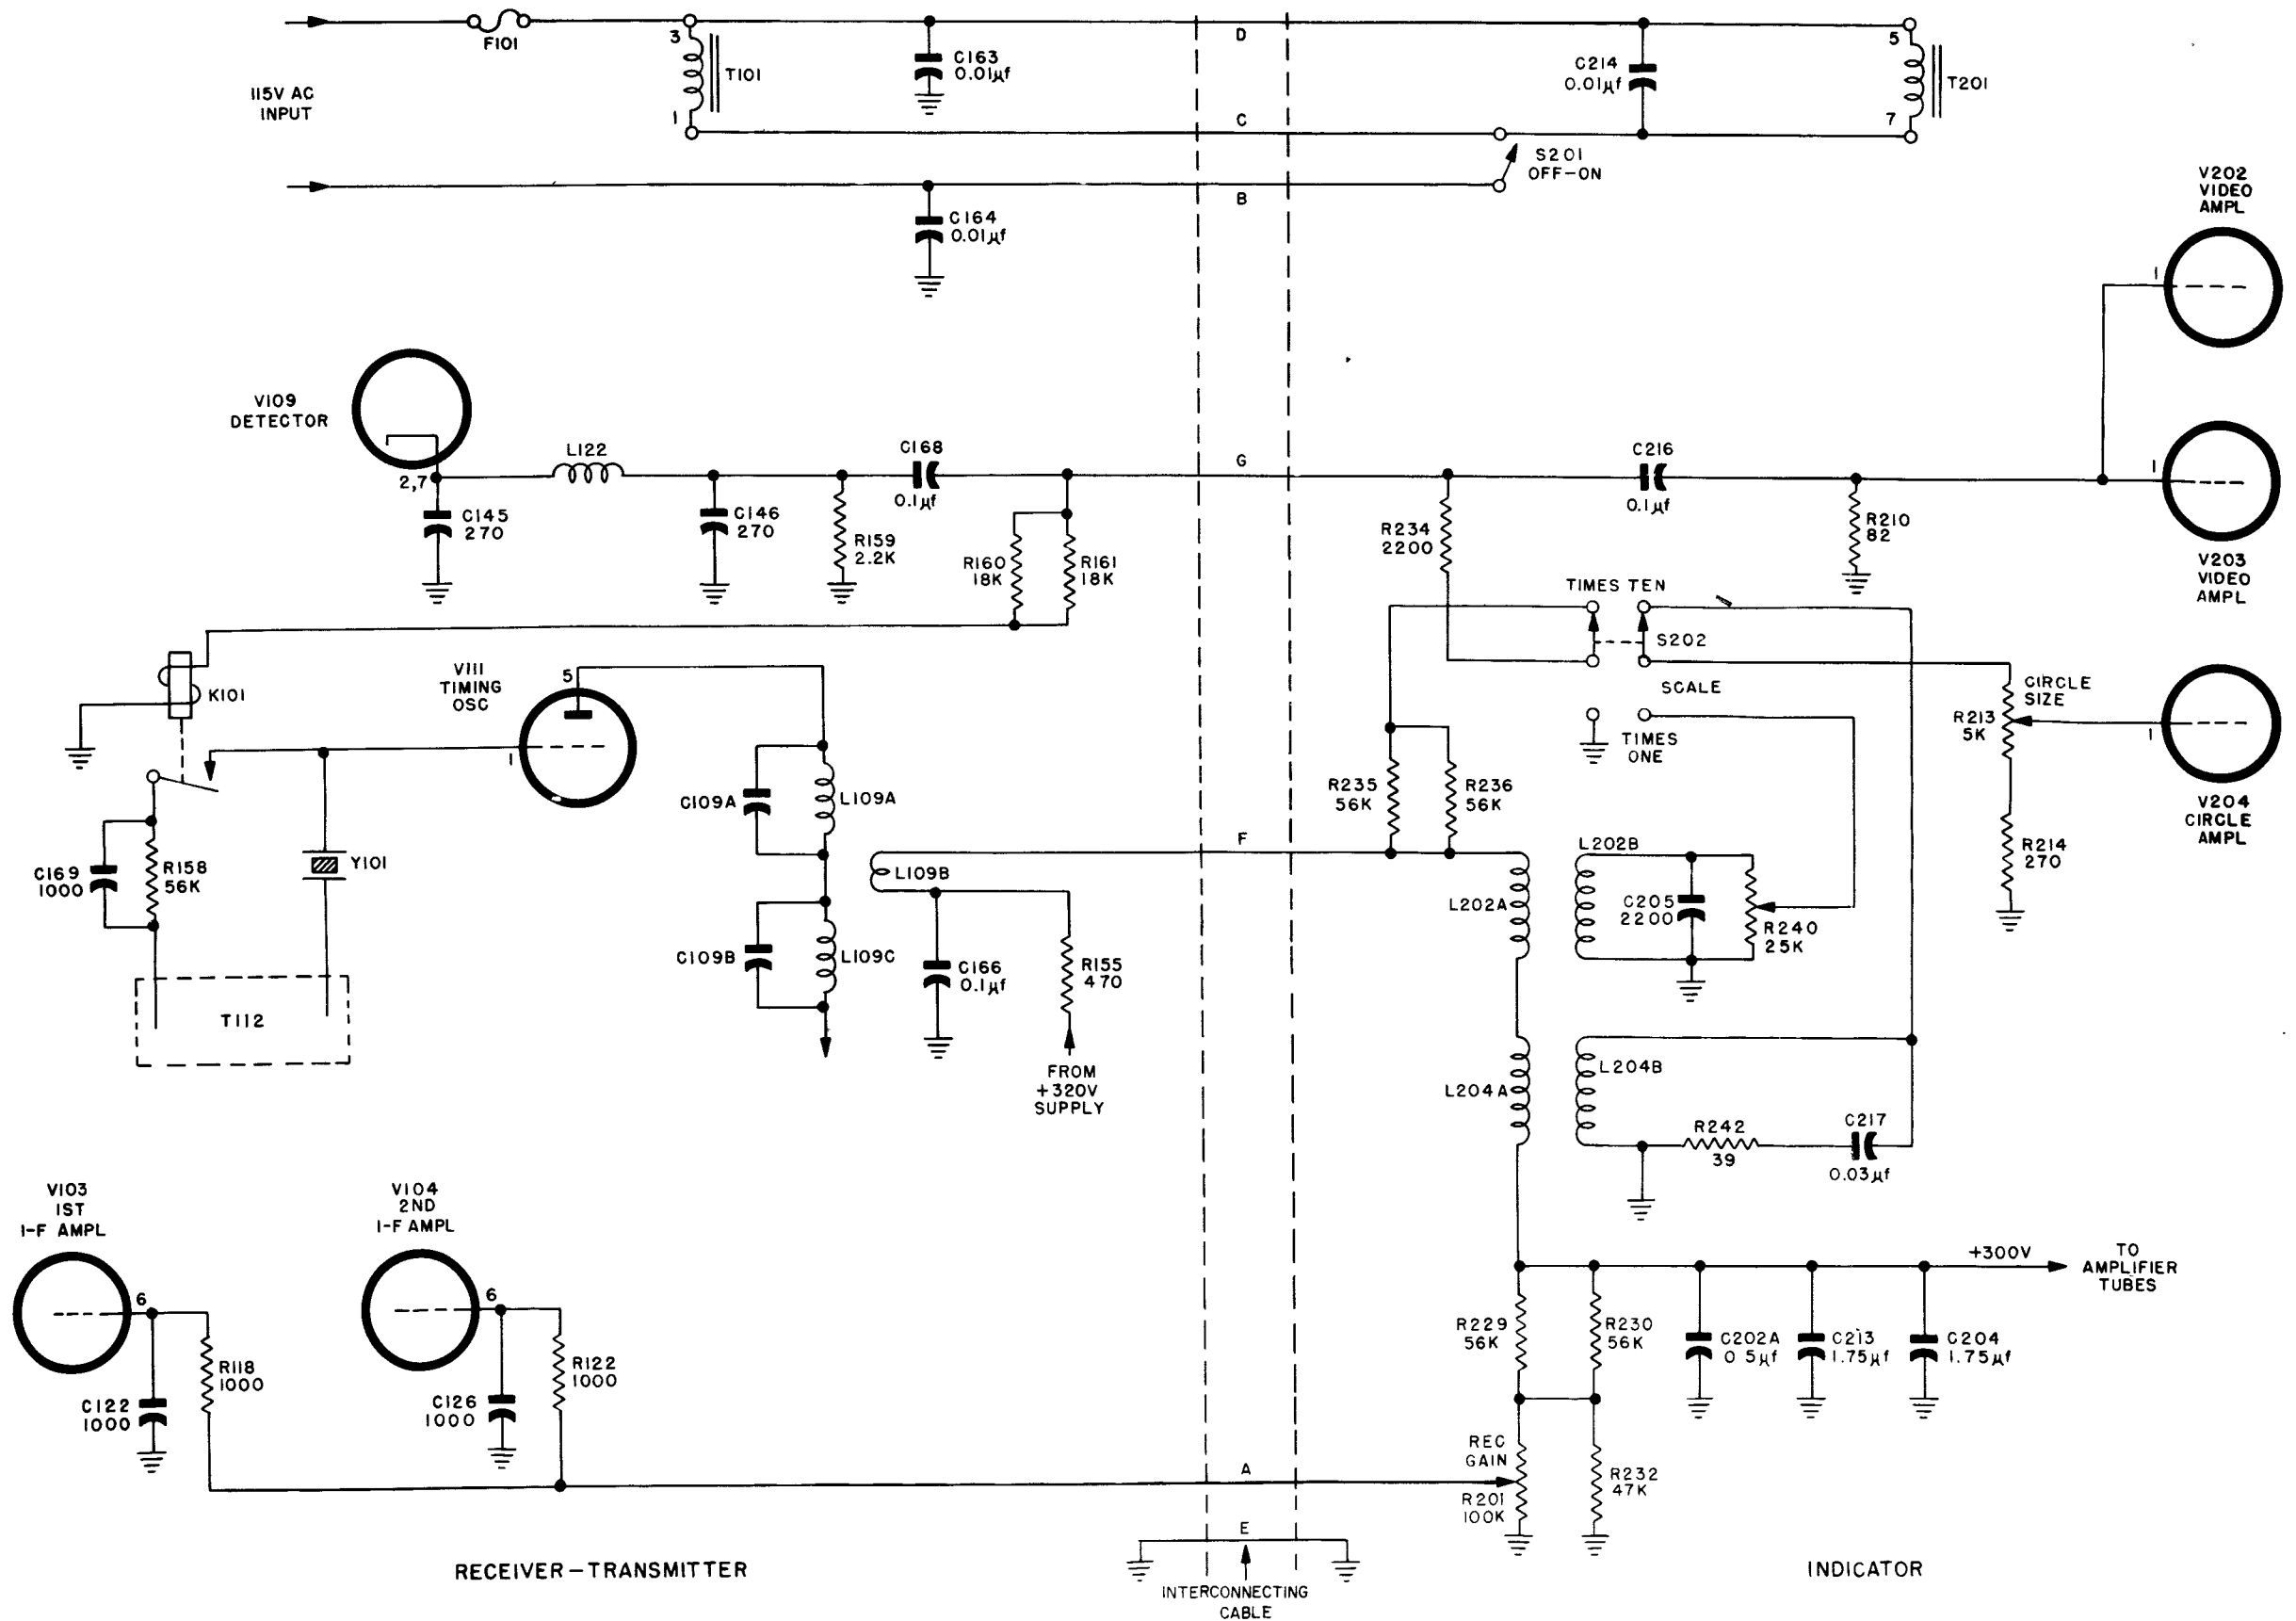 F101
3
T101
1
115V AC
INPUT
C163
0.01µf
D
C214
0.01µf
5
T201
7
C
S201
OFF-ON
B
C164
0.01µf
V202
VIDEO
AMPL
1
V109
DETECTOR
2,7
L122
C145
270
C146
270
R159
2.2K
C168
0.1µf
R160
18K
R161
18K
G
R234
2200
C216
0.1µf
R210
82
1
V203
VIDEO
AMPL
TIMES TEN
S202
SCALE
TIMES
ONE
CIRCLE
SIZE
R213
5K
1
V204
CIRCLE
AMPL
R214
270
K101
V111
TIMING
OSC
5
1
C169
1000
R158
56K
Y101
T112
C109A
L109A
L109B
C109B
L109C
C166
0.1µf
R155
470
FROM
+320V
SUPPLY
F
R235
56K
R236
56K
L202A
L202B
C205
2200
R240
25K
L204A
L204B
R242
39
C217
0.03µf
V103
1ST
I-F AMPL
6
C122
1000
R118
1000
V104
2ND
I-F AMPL
6
C126
1000
R122
1000
+300V
TO
AMPLIFIER
TUBES
R229
56K
R230
56K
C202A
0.5µf
C213
1.75µf
C204
1.75µf
REC
GAIN
R201
100K
R232
47K
A
E
INTERCONNECTING
CABLE
RECEIVER-TRANSMITTER
INDICATOR